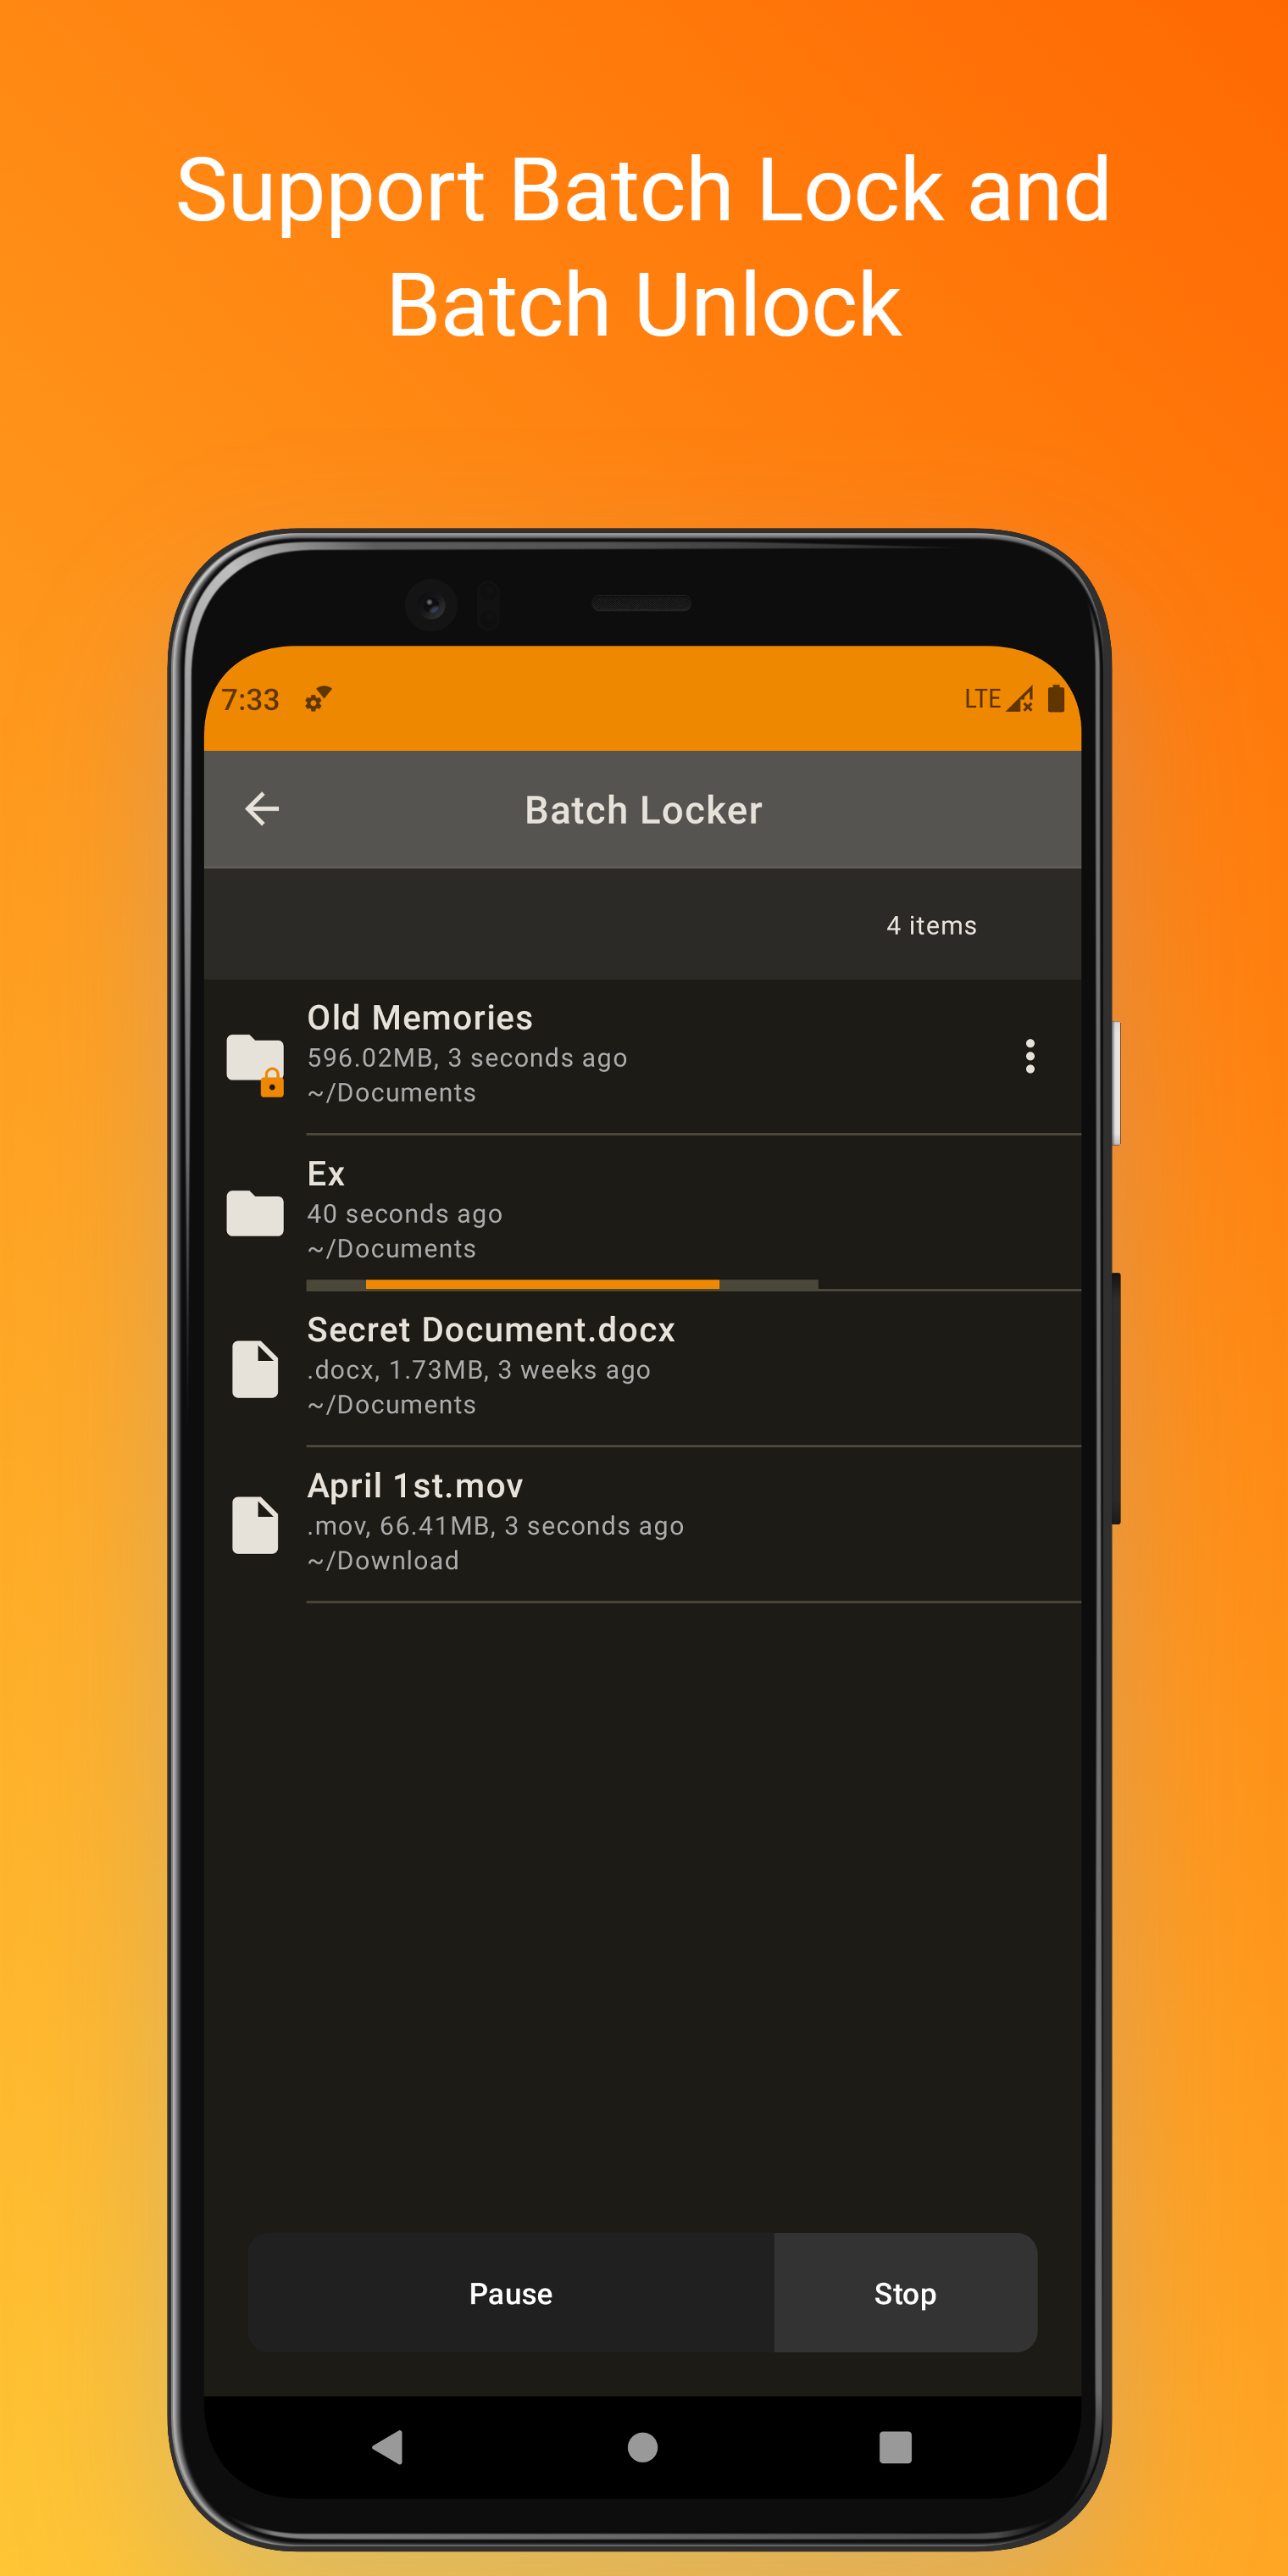 Support Batch Lock and
Batch Unlock
7:33
LTE
Batch Locker
4 items
Old Memories
596.02MB, 3 seconds ago
~/Documents
Ex
40 seconds ago
~/Documents
Secret Document.docx
.docx, 1.73MB, 3 weeks ago
~/Documents
April 1st.mov
.mov, 66.41MB, 3 seconds ago
~/Download
Pause
Stop